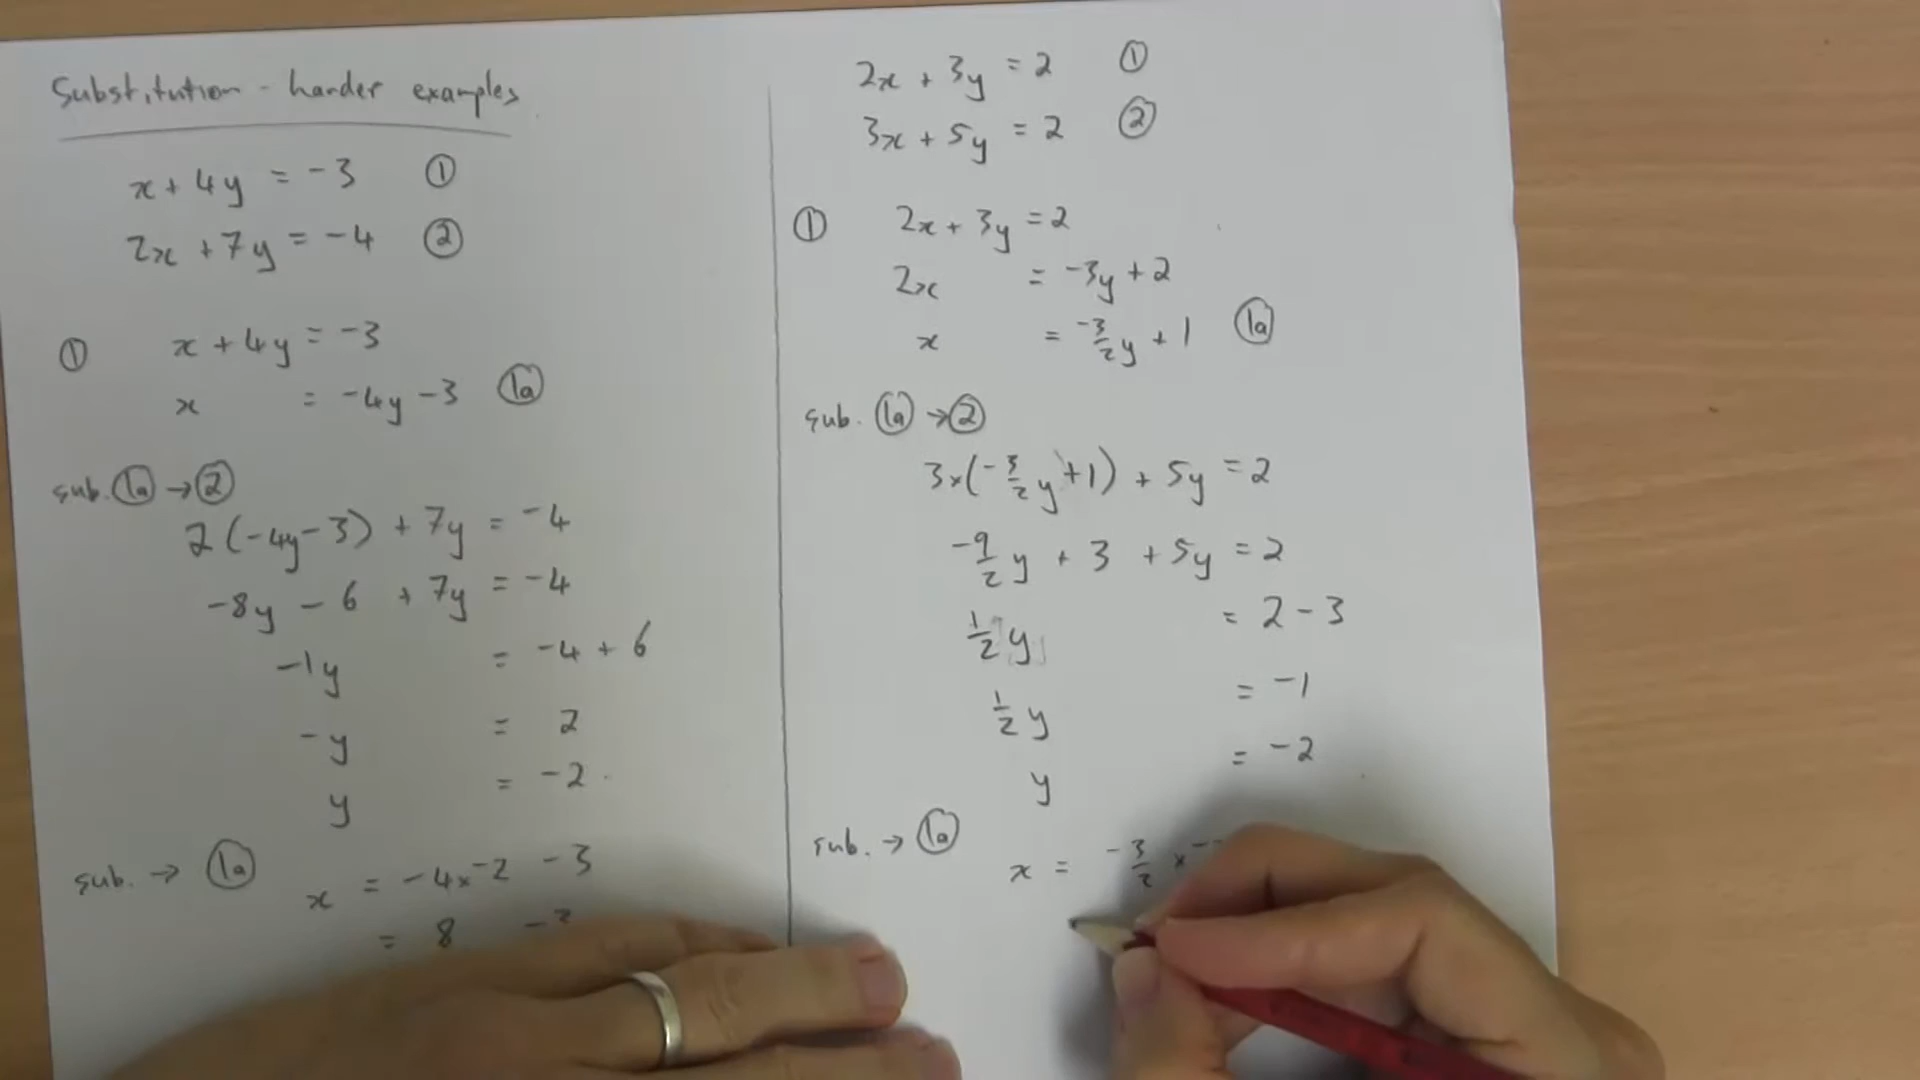 Substitution - harder examples
x + 4y = -3 ①
2x + 7y = -4 ②
① x + 4y = -3
x = -4y - 3 (1a)
sub. (1a) → ②
2(-4y-3) + 7y = -4
-8y - 6 + 7y = -4
-1y = -4 + 6
-y = 2
y = -2
sub. → (1a)
x = -4x-2 -3
= 8 -3
2x + 3y = 2 ①
3x + 5y = 2 ②
① 2x + 3y = 2
2x = -3y + 2
x = -3/2 y + 1 (1a)
sub. (1a) → ②
3×(-3/2 y + 1) + 5y = 2
-9/2 y + 3 + 5y = 2
1/2 y = 2 - 3
1/2 y = -1
y = -2
sub. → (1a)
x = -3/2 ×